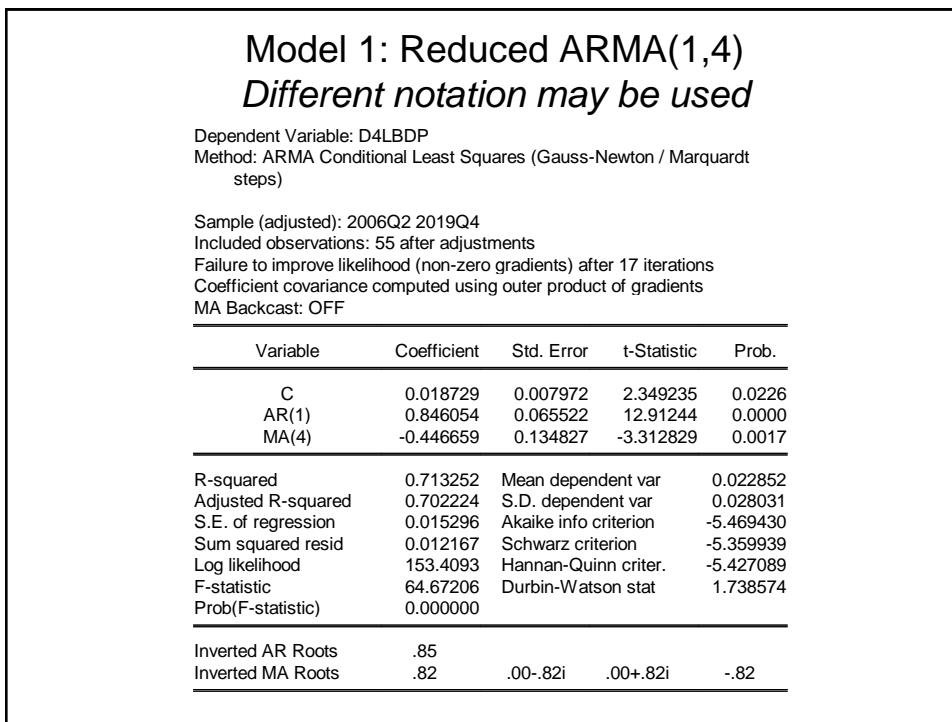 Model 1: Reduced ARMA(1,4)
Different notation may be used
Dependent Variable: D4LBDP
Method: ARMA Conditional Least Squares (Gauss-Newton / Marquardt
steps)
Sample (adjusted): 2006Q2 2019Q4
Included observations: 55 after adjustments
Failure to improve likelihood (non-zero gradients) after 17 iterations
Coefficient covariance computed using outer product of gradients
MA Backcast: OFF
Variable Coefficient Std. Error t-Statistic Prob.
C 0.018729 0.007972 2.349235 0.0226
AR(1) 0.846054 0.065522 12.91244 0.0000
MA(4) -0.446659 0.134827 -3.312829 0.0017
R-squared 0.713252 Mean dependent var 0.022852
Adjusted R-squared 0.702224 S.D. dependent var 0.028031
S.E. of regression 0.015296 Akaike info criterion -5.469430
Sum squared resid 0.012167 Schwarz criterion -5.359939
Log likelihood 153.4093 Hannan-Quinn criter. -5.427089
F-statistic 64.67206 Durbin-Watson stat 1.738574
Prob(F-statistic) 0.000000
Inverted AR Roots .85
Inverted MA Roots .82 .00-.82i .00+.82i -.82